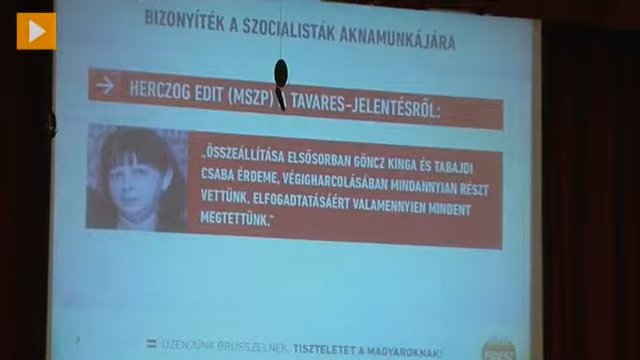 BIZONYÍTÉK A SZOCIALISTÁK AKNAMUNKÁJÁRA
HERCZOG EDIT (MSZP) A TAVARES-JELENTÉSRŐL:
„ÖSSZEÁLLÍTÁSA ELSŐSORBAN GÖNCZ KINGA ÉS TABAJDI
CSABA ÉRDEME, VÉGIGHARCOLÁSÁBAN MINDANNYIAN RÉSZT
VETTÜNK, ELFOGADTATÁSÁÉRT VALAMENNYIEN MINDENT
MEGTETTÜNK.”
7
ÜZENJÜNK BRÜSSZELNEK: TISZTELETET A MAGYAROKNAK!